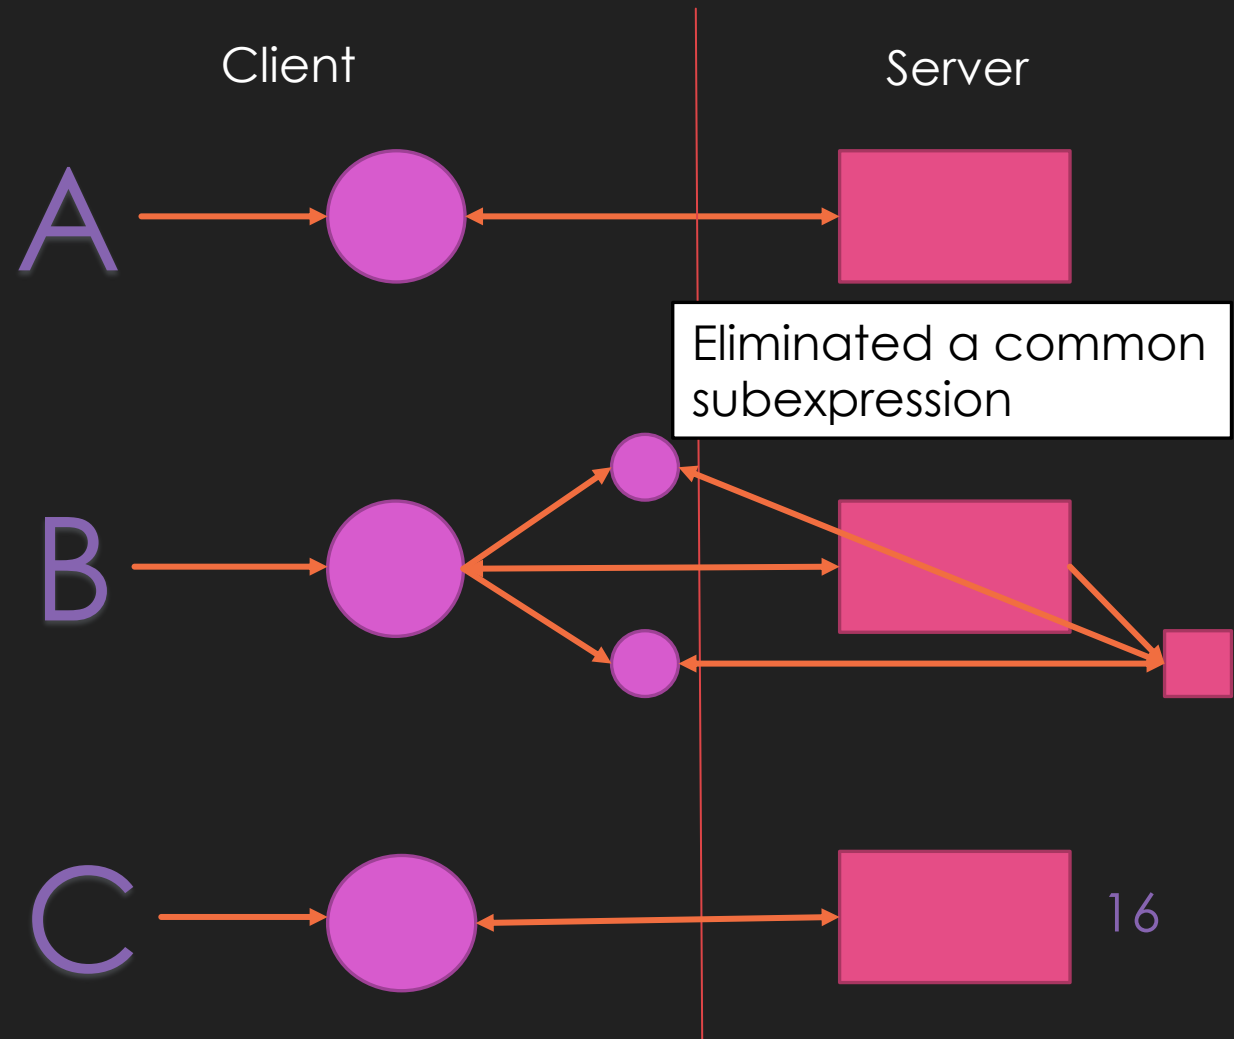 Client
Server
A
Eliminated a common
subexpression
B
C
16